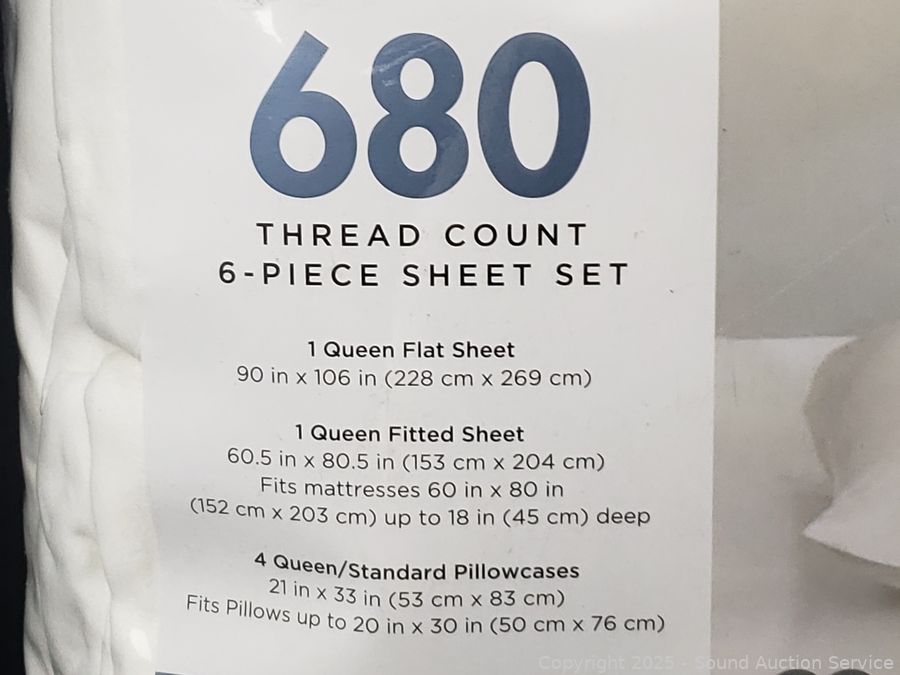 680
THREAD COUNT
6-PIECE SHEET SET
1 Queen Flat Sheet
90 in x 106 in (228 cm x 269 cm)
1 Queen Fitted Sheet
60.5 in x 80.5 in (153 cm x 204 cm)
Fits mattresses 60 in x 80 in
(152 cm x 203 cm) up to 18 in (45 cm) deep
4 Queen/Standard Pillowcases
21 in x 33 in (53 cm x 83 cm)
Fits Pillows up to 20 in x 30 in (50 cm x 76 cm)
Copyright 2025 - Sound Auction Service